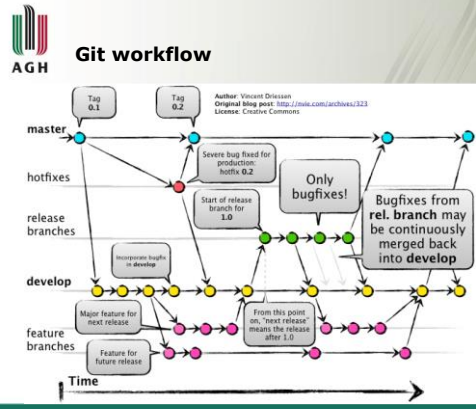 AGH
Git workflow
Tag
0.1
Tag
0.2
Author: Vincent Driessen
Original blog post: http://nvie.com/archives/323
License: Creative Commons
master
hotfixes
Severe bug fixed for
production:
hotfix 0.2
release
branches
Start of release
branch for
1.0
Only
bugfixes!
Bugfixes from
rel. branch may
be continuously
merged back
into develop
Incorporate bugfix
in develop
develop
Major feature for
next release
From this point
on, "next release"
means the release
after 1.0
feature
branches
Feature for
future release
Time